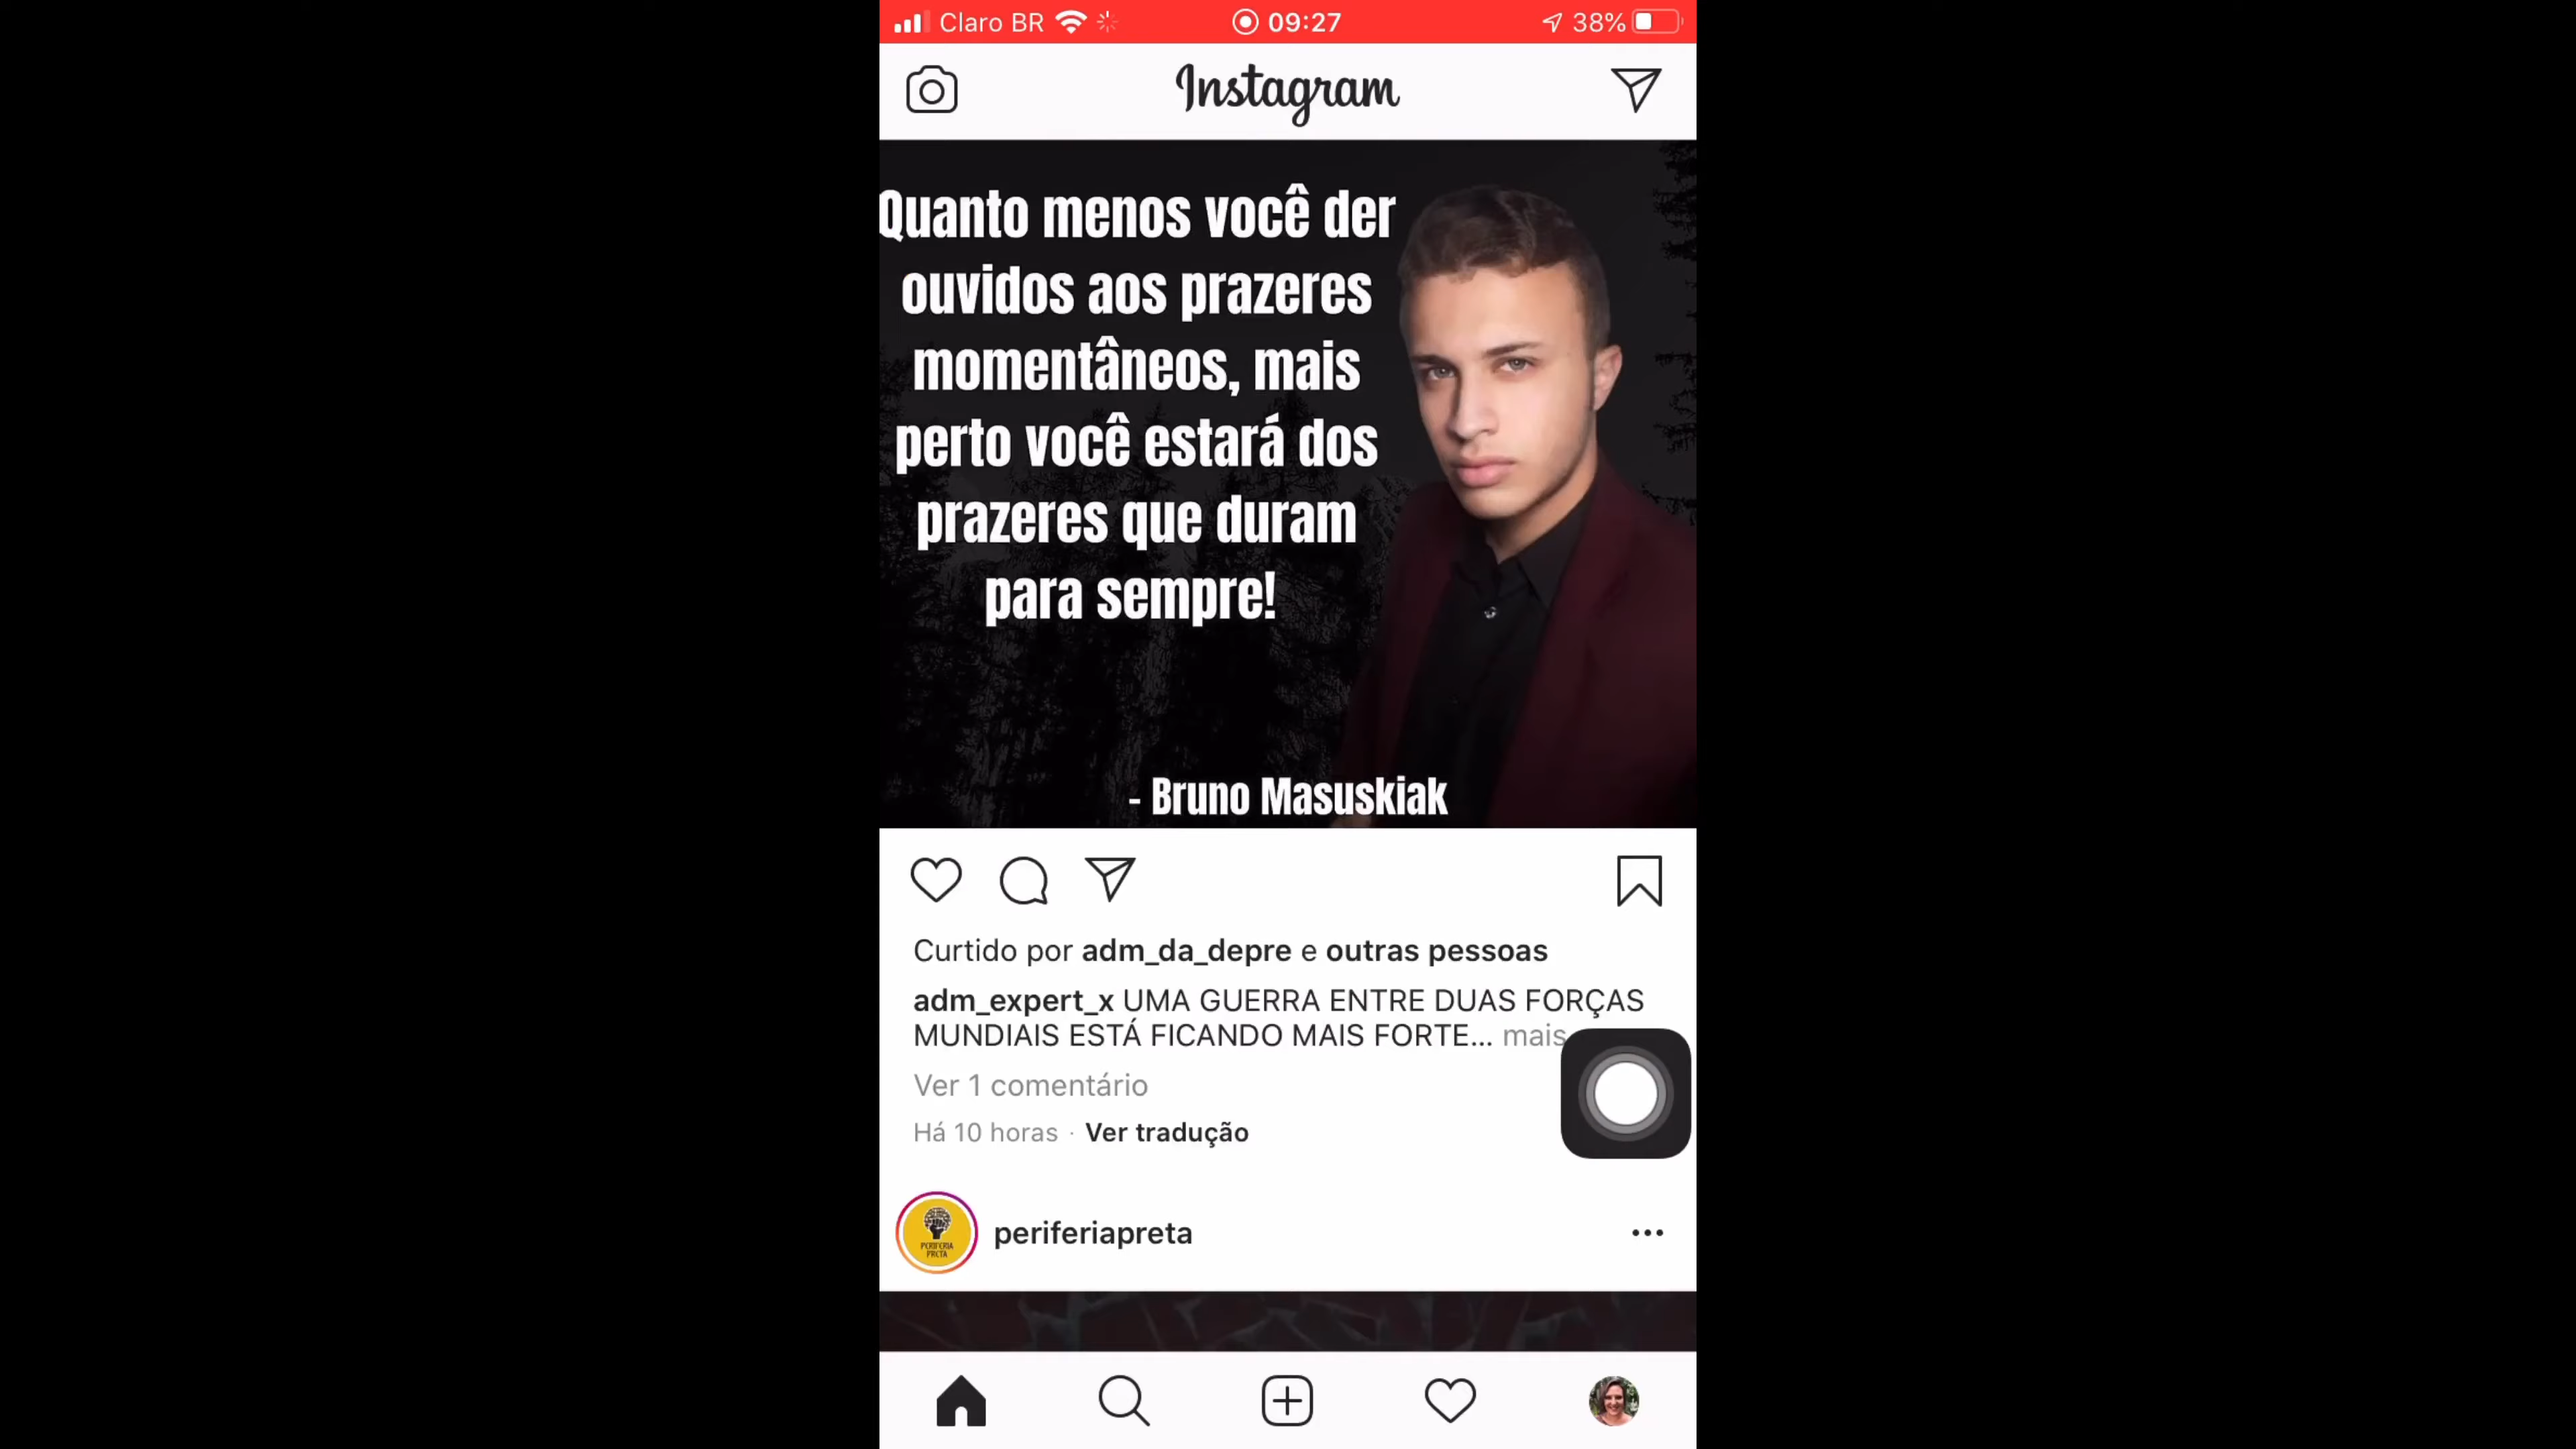 Claro BR 09:27 38%
Instagram
Quanto menos você der
ouvidos aos prazeres
momentâneos, mais
perto você estará dos
prazeres que duram
para sempre!
- Bruno Masuskiak
Curtido por adm_da_depre e outras pessoas
adm_expert_x UMA GUERRA ENTRE DUAS FORÇAS
MUNDIAIS ESTÁ FICANDO MAIS FORTE... mais
Ver 1 comentário
Há 10 horas · Ver tradução
PERIFERIA
PRETA
periferiapreta